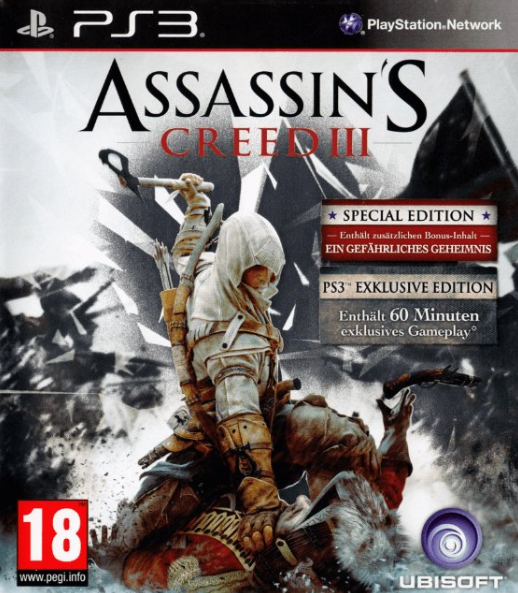 PS3.
PlayStation®Network
ASSASSIN'S
CREED III
★ SPECIAL EDITION ★
— Enthält zusätzlichen Bonus-Inhalt —
EIN GEFÄHRLICHES GEHEIMNIS
PS3™ EXKLUSIVE EDITION
Enthält 60 Minuten
exklusives Gameplay°
18
www.pegi.info
UBISOFT